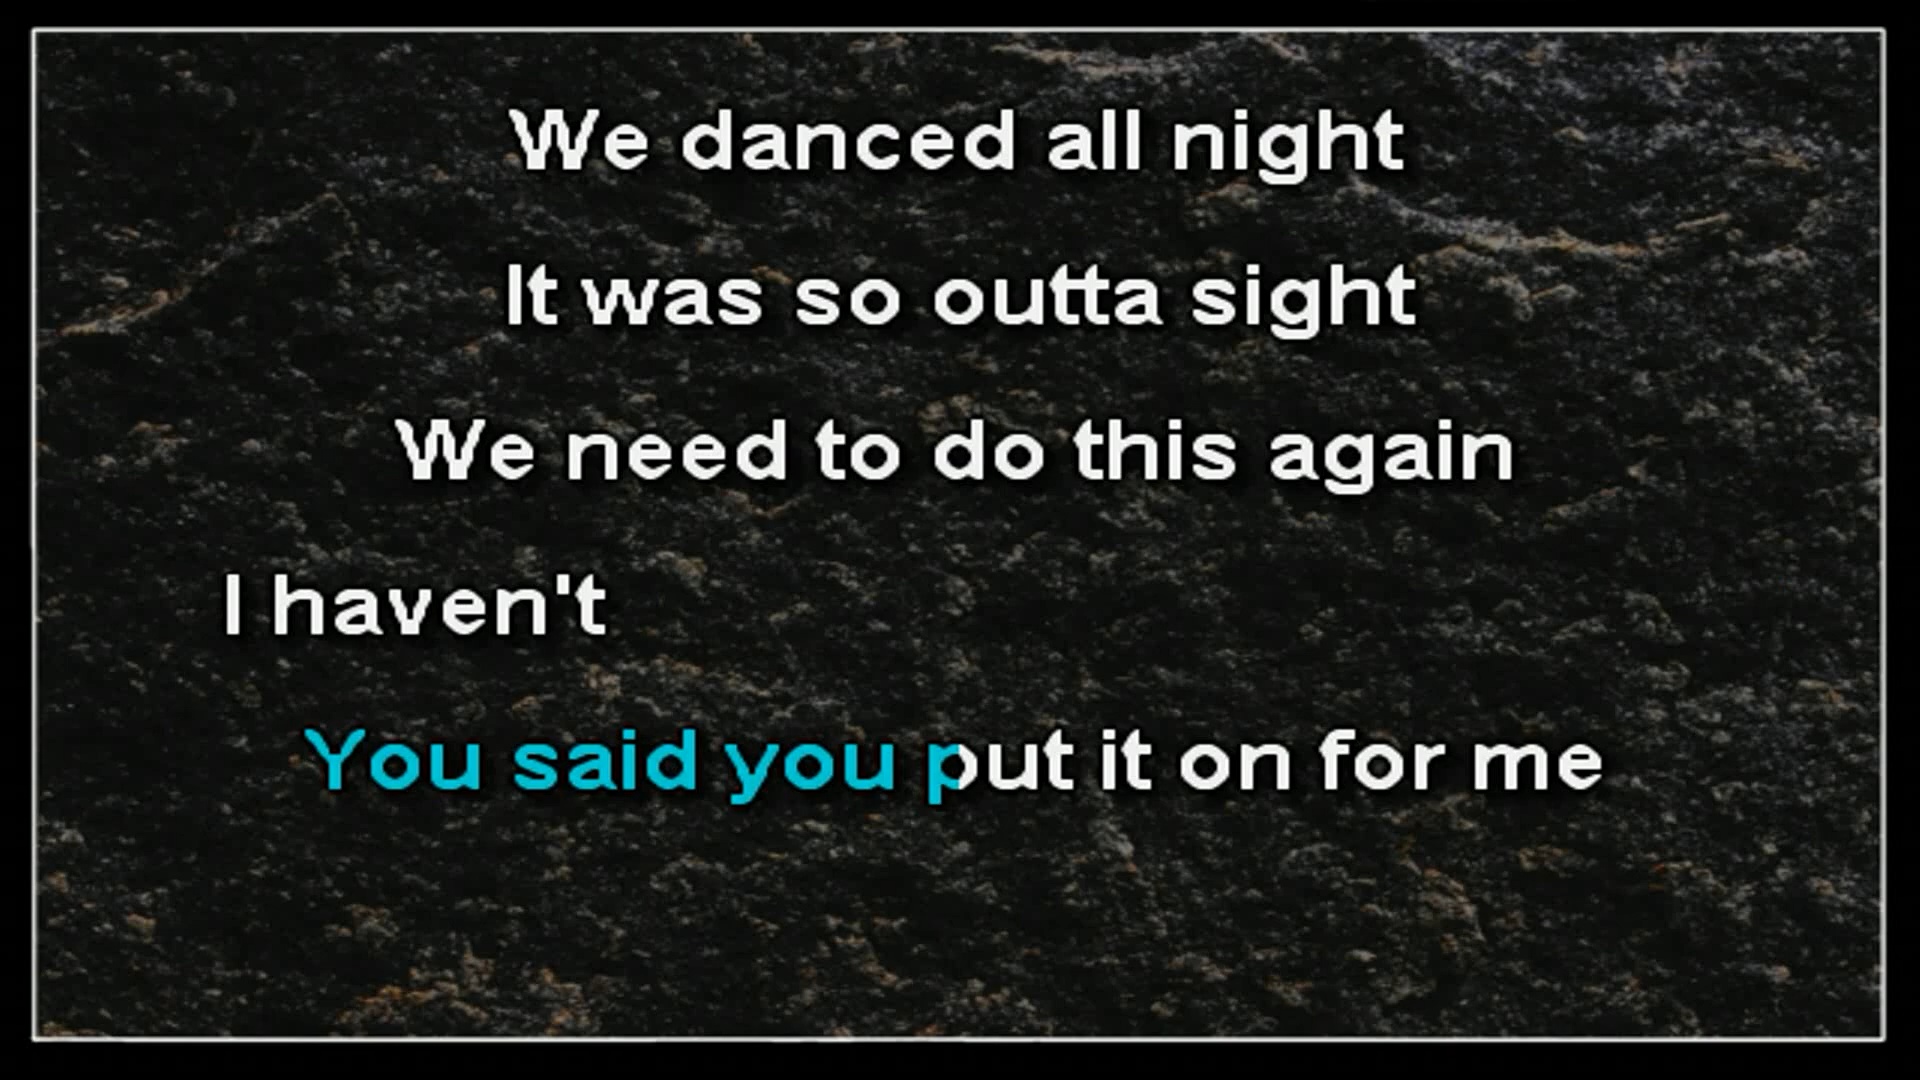 We danced all night
It was so outta sight
We need to do this again
I haven't
You said you put it on for me